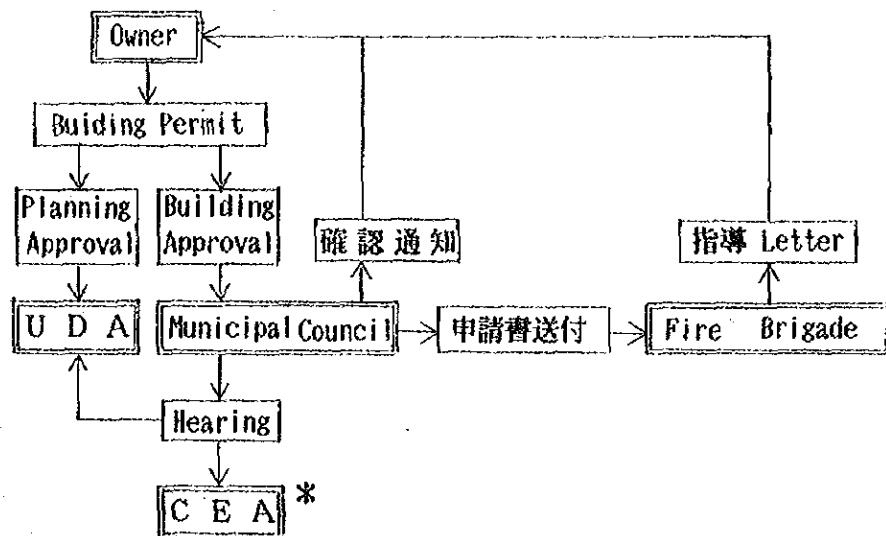 Owner
Buiding Permit
Planning
Approval
Building
Approval
確認通知
指導 Letter
U D A
Municipal Council
申請書送付
Fire Brigade
Hearing
C E A *